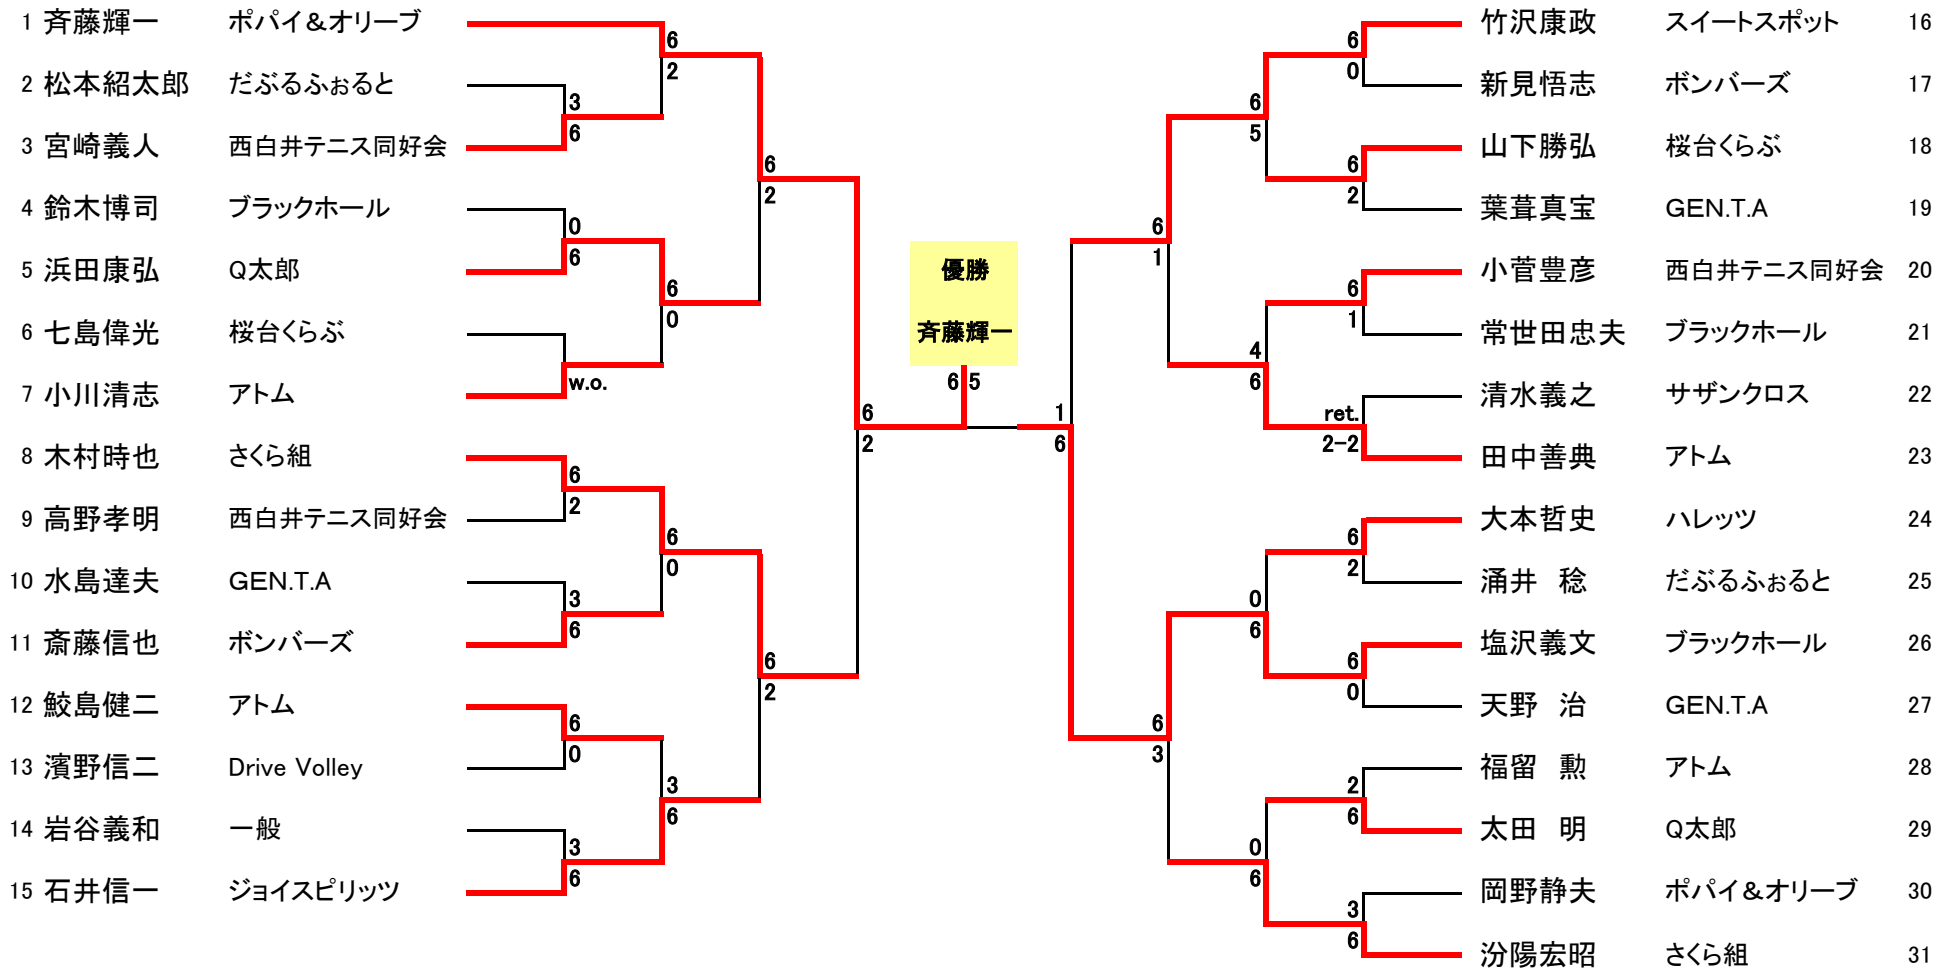 1 斉藤輝一 ポパイ&オリーブ
2 松本紹太郎 だぶるふぉると
3 宮崎義人 西白井テニス同好会
4 鈴木博司 ブラックホール
5 浜田康弘 Q太郎
6 七島偉光 桜台くらぶ
7 小川清志 アトム
8 木村時也 さくら組
9 高野孝明 西白井テニス同好会
10 水島達夫 GEN.T.A
11 斎藤信也 ボンバーズ
12 鮫島健二 アトム
13 濱野信二 Drive Volley
14 岩谷義和 一般
15 石井信一 ジョイスピリッツ
3
6
0
6
w.o.
6
2
3
6
6
0
3
6
6
2
6
0
6
0
3
6
6
2
6
2
6
2
優勝
斉藤輝一
6 5
1
6
6
1
6
3
6
5
4
6
0
6
0
6
6
0
6
2
6
1
ret.
2-2
6
2
6
0
2
6
3
6
竹沢康政 スイートスポット 16
新見悟志 ボンバーズ 17
山下勝弘 桜台くらぶ 18
葉葺真宝 GEN.T.A 19
小菅豊彦 西白井テニス同好会 20
常世田忠夫 ブラックホール 21
清水義之 サザンクロス 22
田中善典 アトム 23
大本哲史 ハレッツ 24
涌井 稔 だぶるふぉると 25
塩沢義文 ブラックホール 26
天野 治 GEN.T.A 27
福留 勲 アトム 28
太田 明 Q太郎 29
岡野静夫 ポパイ&オリーブ 30
汾陽宏昭 さくら組 31